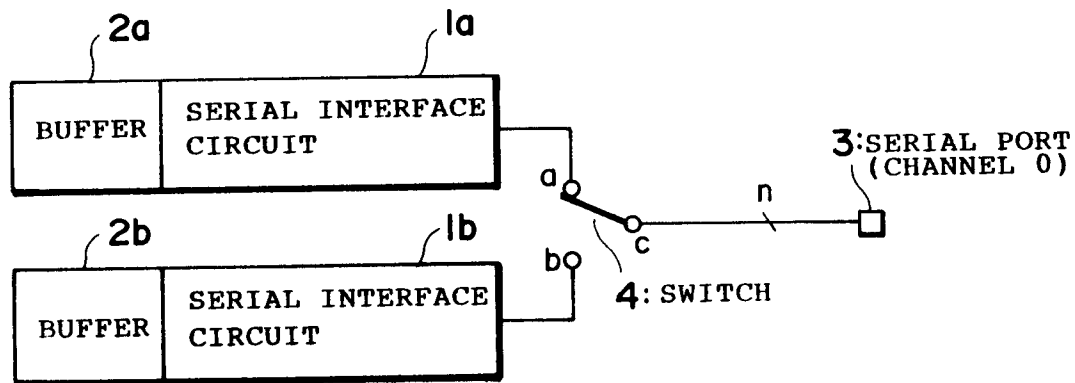 2a
1a
BUFFER
SERIAL INTERFACE
CIRCUIT
3:SERIAL PORT
(CHANNEL 0)
a
n
c
b
4: SWITCH
2b
1b
BUFFER
SERIAL INTERFACE
CIRCUIT